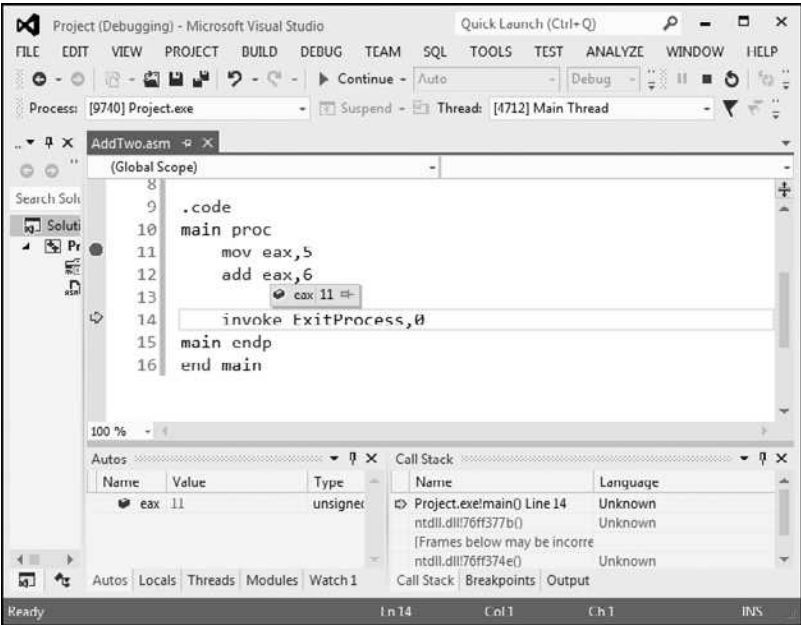 Project (Debugging) - Microsoft Visual Studio
Quick Launch (Ctrl+Q)
FILE EDIT VIEW PROJECT BUILD DEBUG TEAM SQL TOOLS TEST ANALYZE WINDOW HELP
Continue Auto Debug
Process: [9740] Project.exe Suspend Thread: [4712] Main Thread
AddTwo.asm
(Global Scope)
Search Solu
Soluti
Pr
8
9 .code
10 main proc
11 mov eax,5
12 add eax,6
13
eax 11
14 invoke ExitProcess,0
15 main endp
16 end main
100 %
Autos
Name Value Type
eax 11 unsigned
Call Stack
Name Language
Project.exe!main() Line 14 Unknown
ntdll.dll!76ff377b() Unknown
[Frames below may be incorre
ntdll.dll!76ff374e() Unknown
Autos Locals Threads Modules Watch 1
Call Stack Breakpoints Output
Ready Ln 14 Col 1 Ch 1 INS